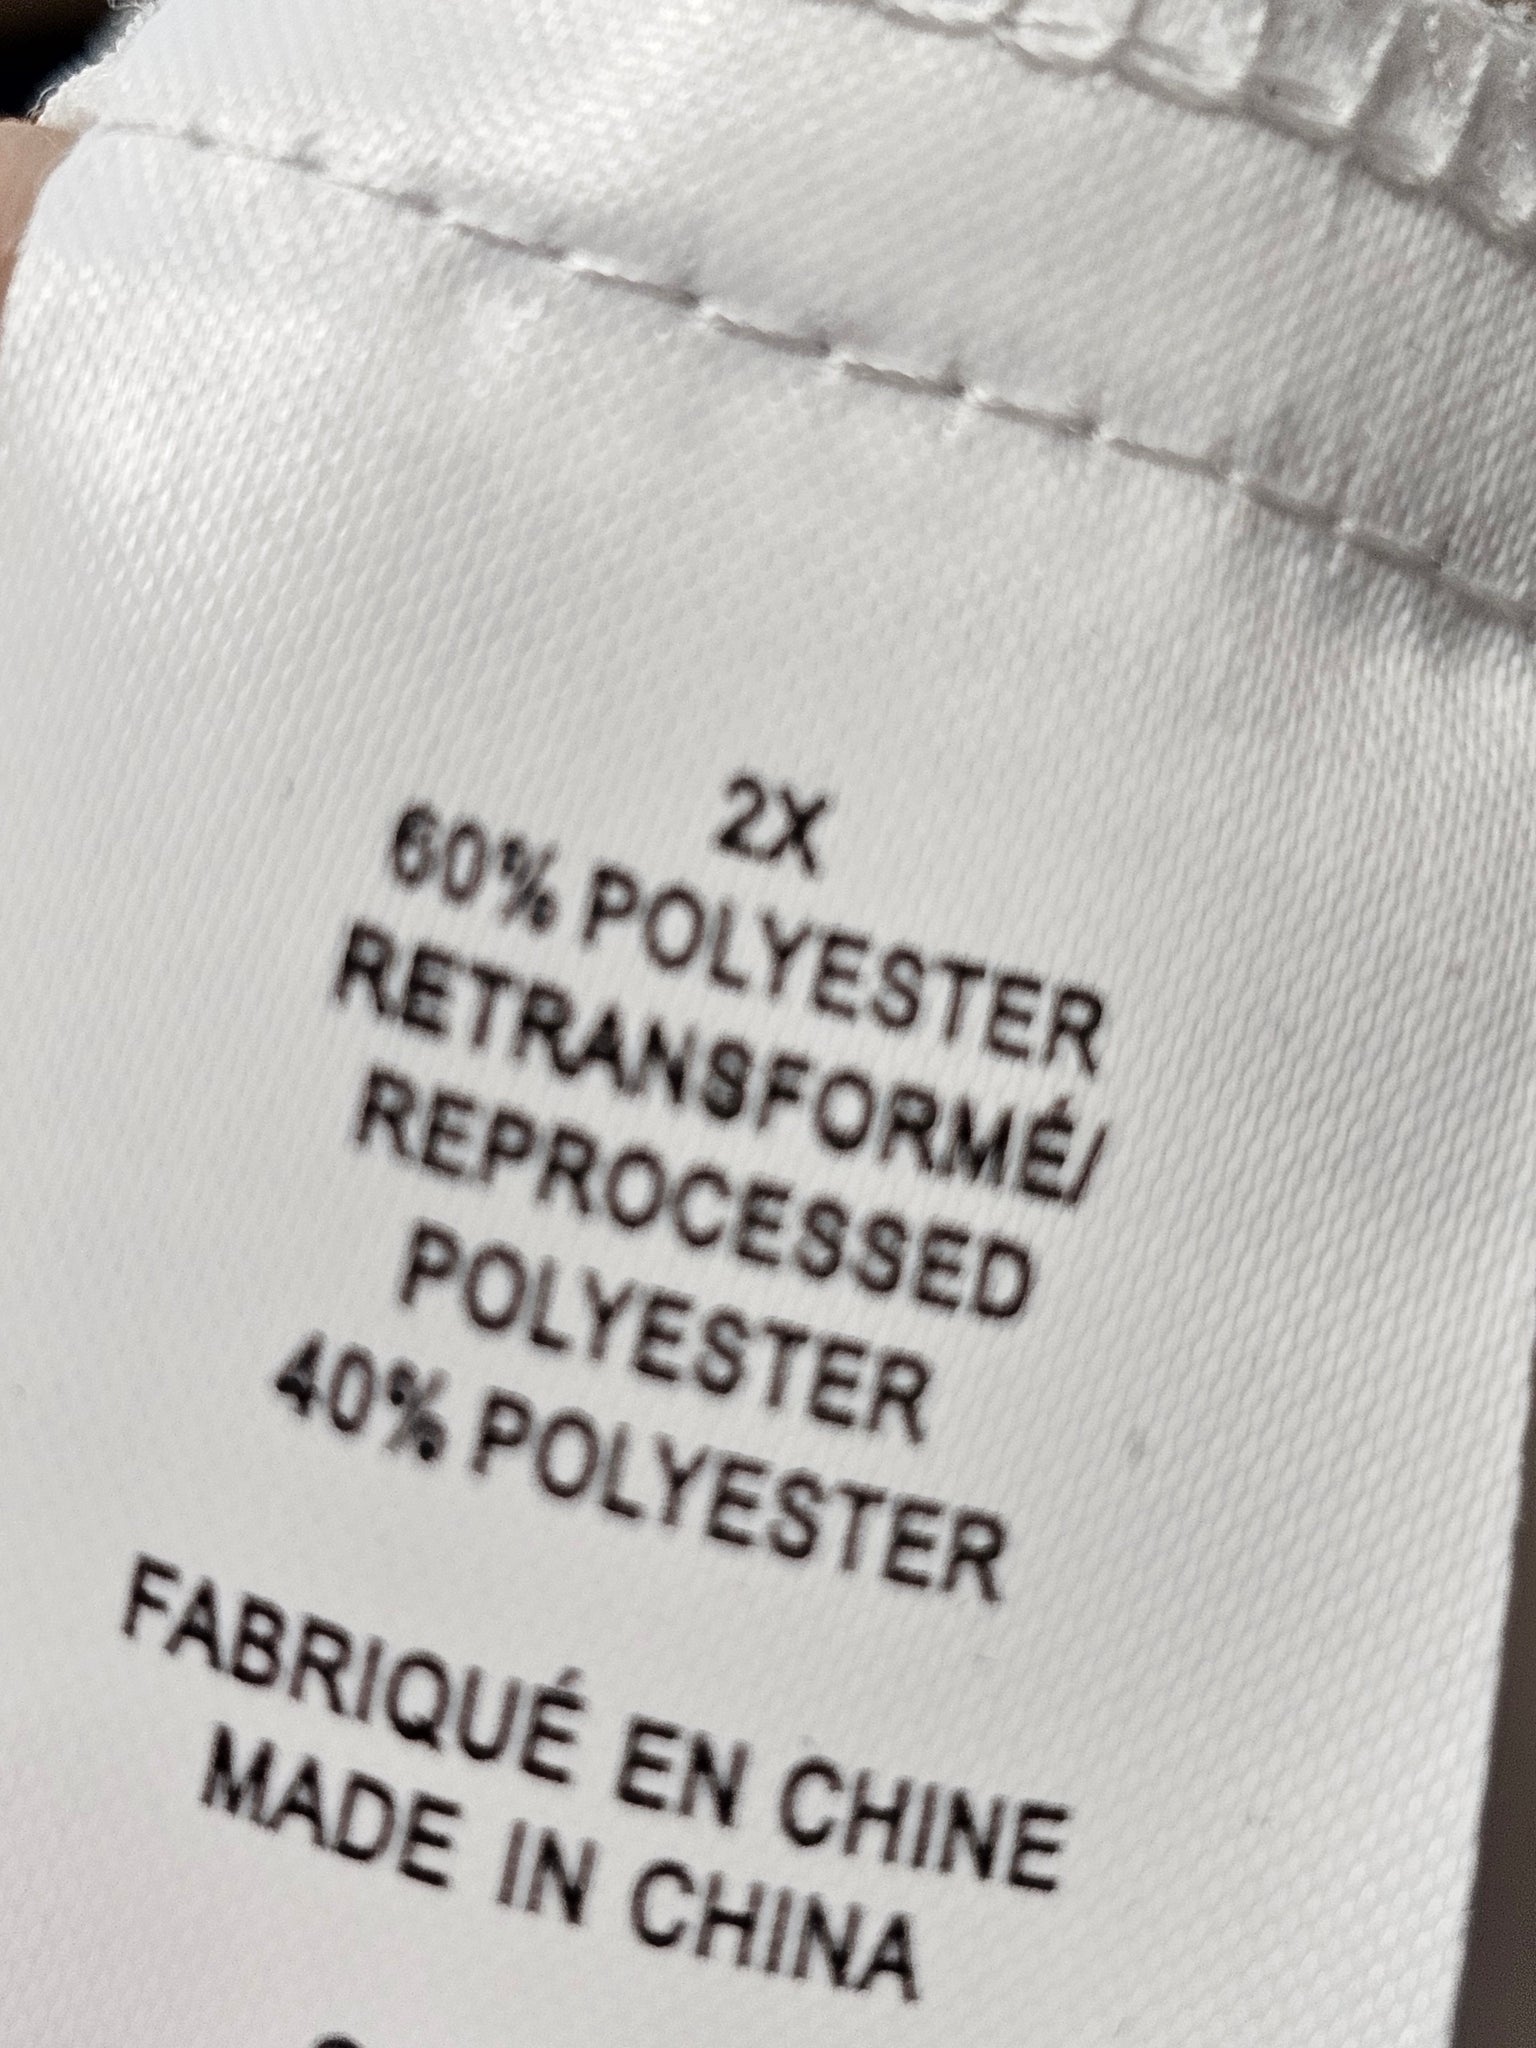 2X
60% POLYESTER
RETRANSFORMÉ/
REPROCESSED
POLYESTER
40% POLYESTER
FABRIQUÉ EN CHINE
MADE IN CHINA